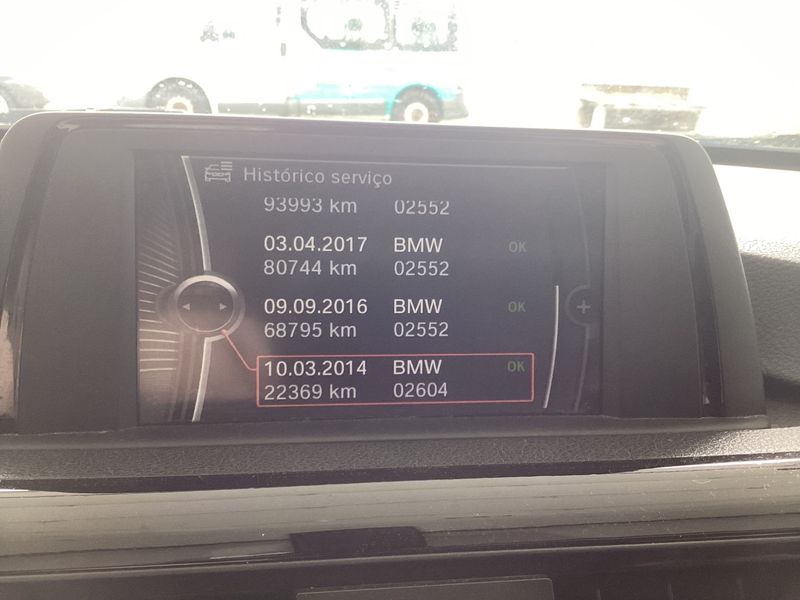 Histórico serviço
93993 km 02552
03.04.2017 BMW OK
80744 km 02552
09.09.2016 BMW OK
68795 km 02552
10.03.2014 BMW OK
22369 km 02604